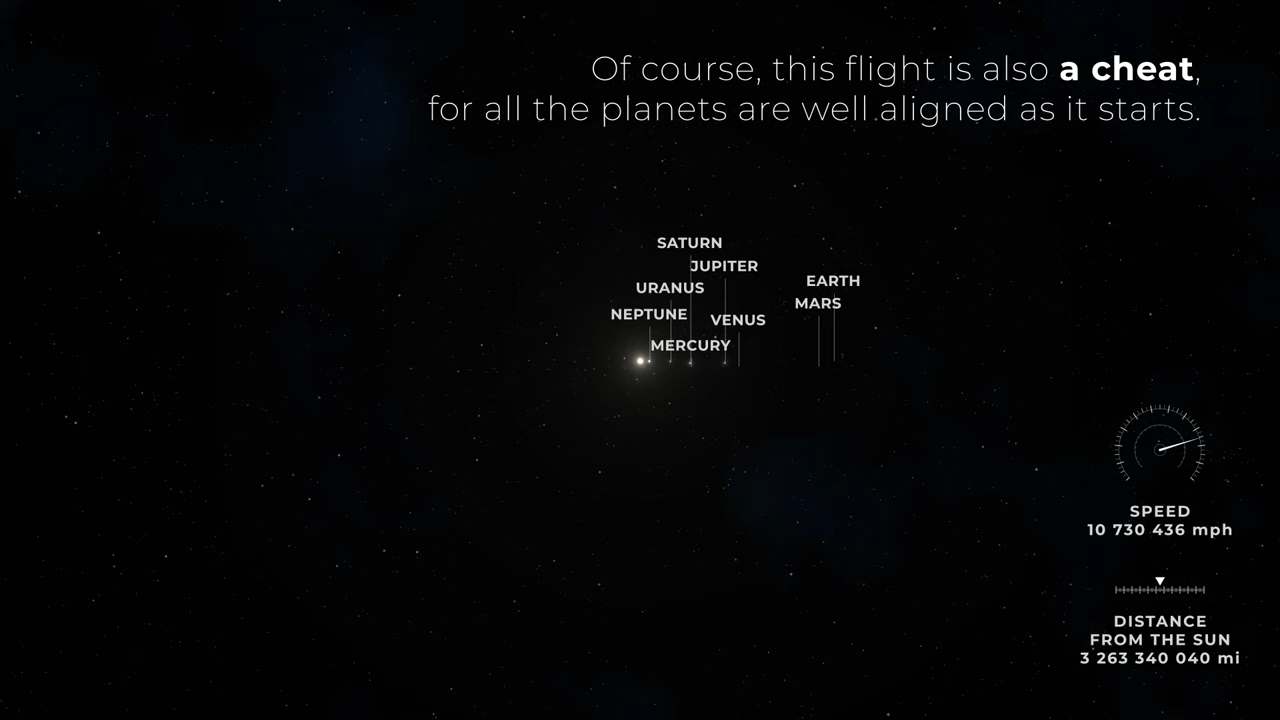 Of course, this flight is also a cheat,
for all the planets are well aligned as it starts.
SATURN
JUPITER
EARTH
URANUS
MARS
NEPTUNE
VENUS
MERCURY
SPEED
10 730 436 mph
DISTANCE
FROM THE SUN
3 263 340 040 mi